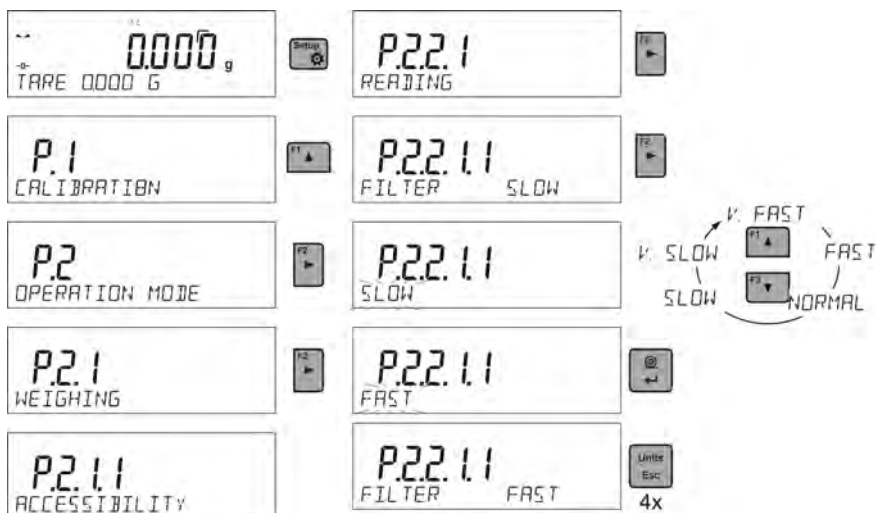 0.000 g
-0-
TARE 0.000 G
Setup
P.1
CALIBRATION
F1
P.2
OPERATION MODE
F2
P.2.1
WEIGHING
F2
P.2.1.1
ACCESSIBILITY
P.2.2.1
READING
F2
P.2.2.1.1
FILTER SLOW
F2
P.2.2.1.1
SLOW
V. FAST
V. SLOW
F1
FAST
SLOW
F3
NORMAL
P.2.2.1.1
FAST
P.2.2.1.1
FILTER FAST
Units
Esc
4x